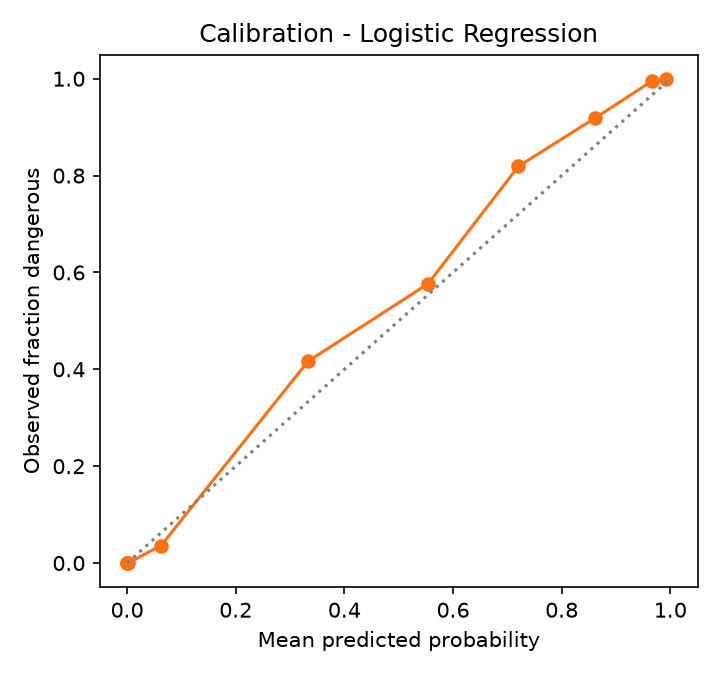 Calibration - Logistic Regression
1.0
0.8
0.6
0.4
0.2
0.0
Observed fraction dangerous
0.0 0.2 0.4 0.6 0.8 1.0
Mean predicted probability